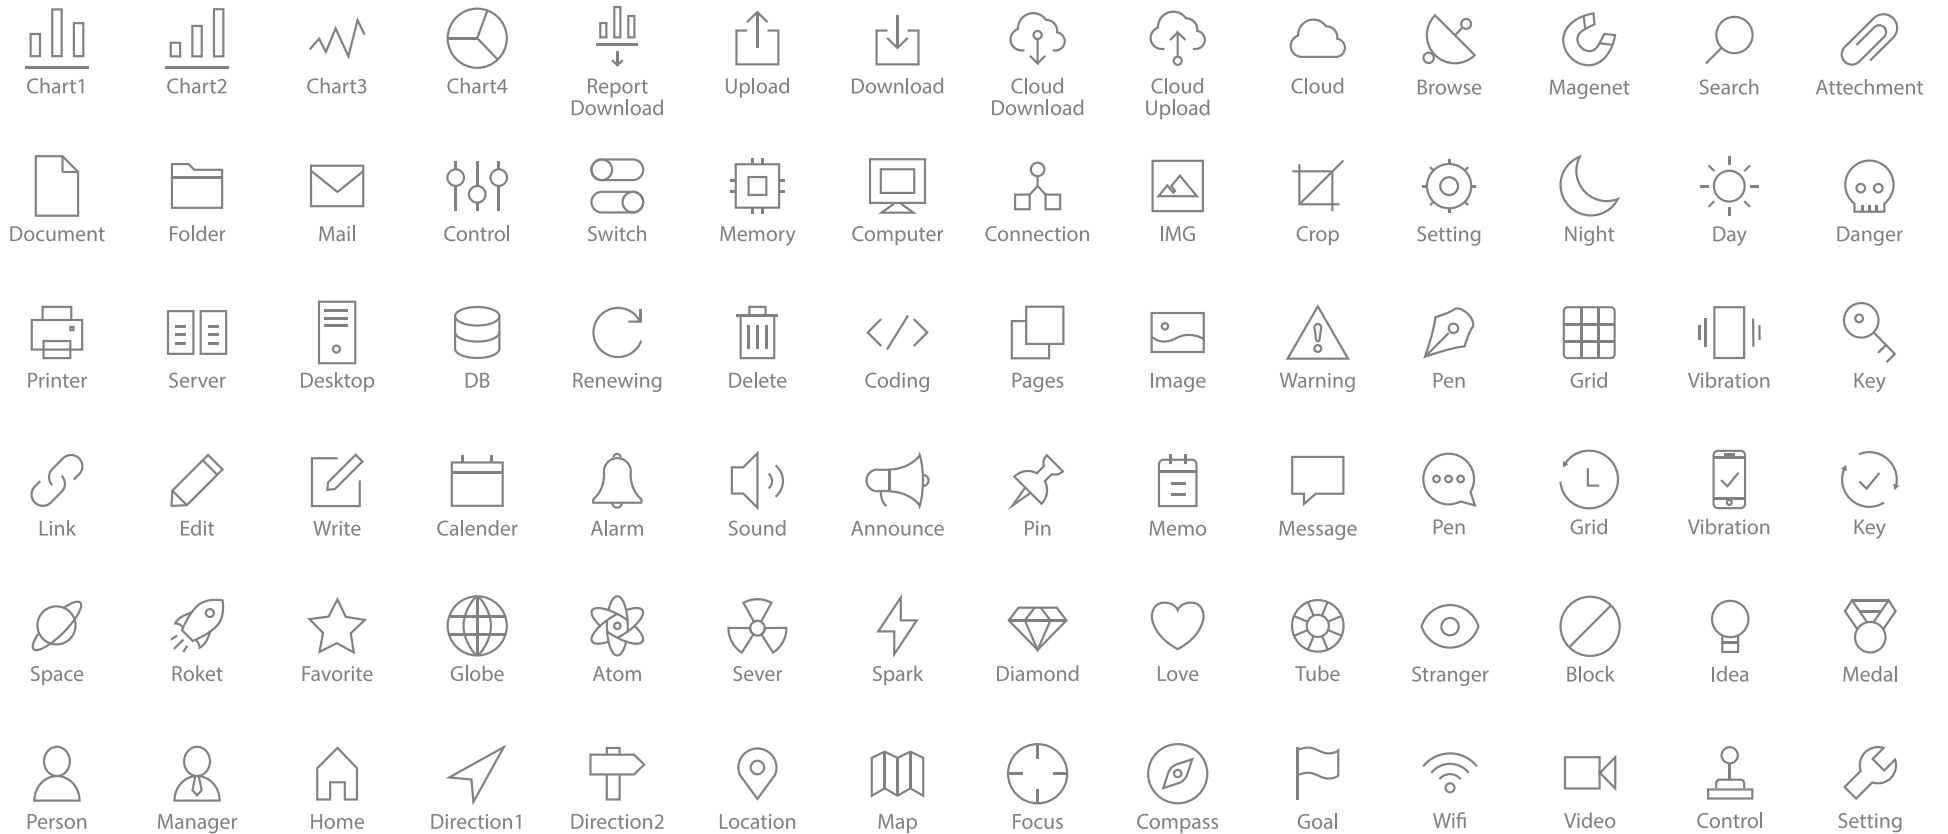 Chart1 Chart2 Chart3 Chart4 Report Download Upload Download Cloud Download Cloud Upload Cloud Browse Magenet Search Attechment
Document Folder Mail Control Switch Memory Computer Connection IMG Crop Setting Night Day Danger
Printer Server Desktop DB Renewing Delete Coding Pages Image Warning Pen Grid Vibration Key
Link Edit Write Calender Alarm Sound Announce Pin Memo Message Pen Grid Vibration Key
Space Roket Favorite Globe Atom Sever Spark Diamond Love Tube Stranger Block Idea Medal
Person Manager Home Direction1 Direction2 Location Map Focus Compass Goal Wifi Video Control Setting